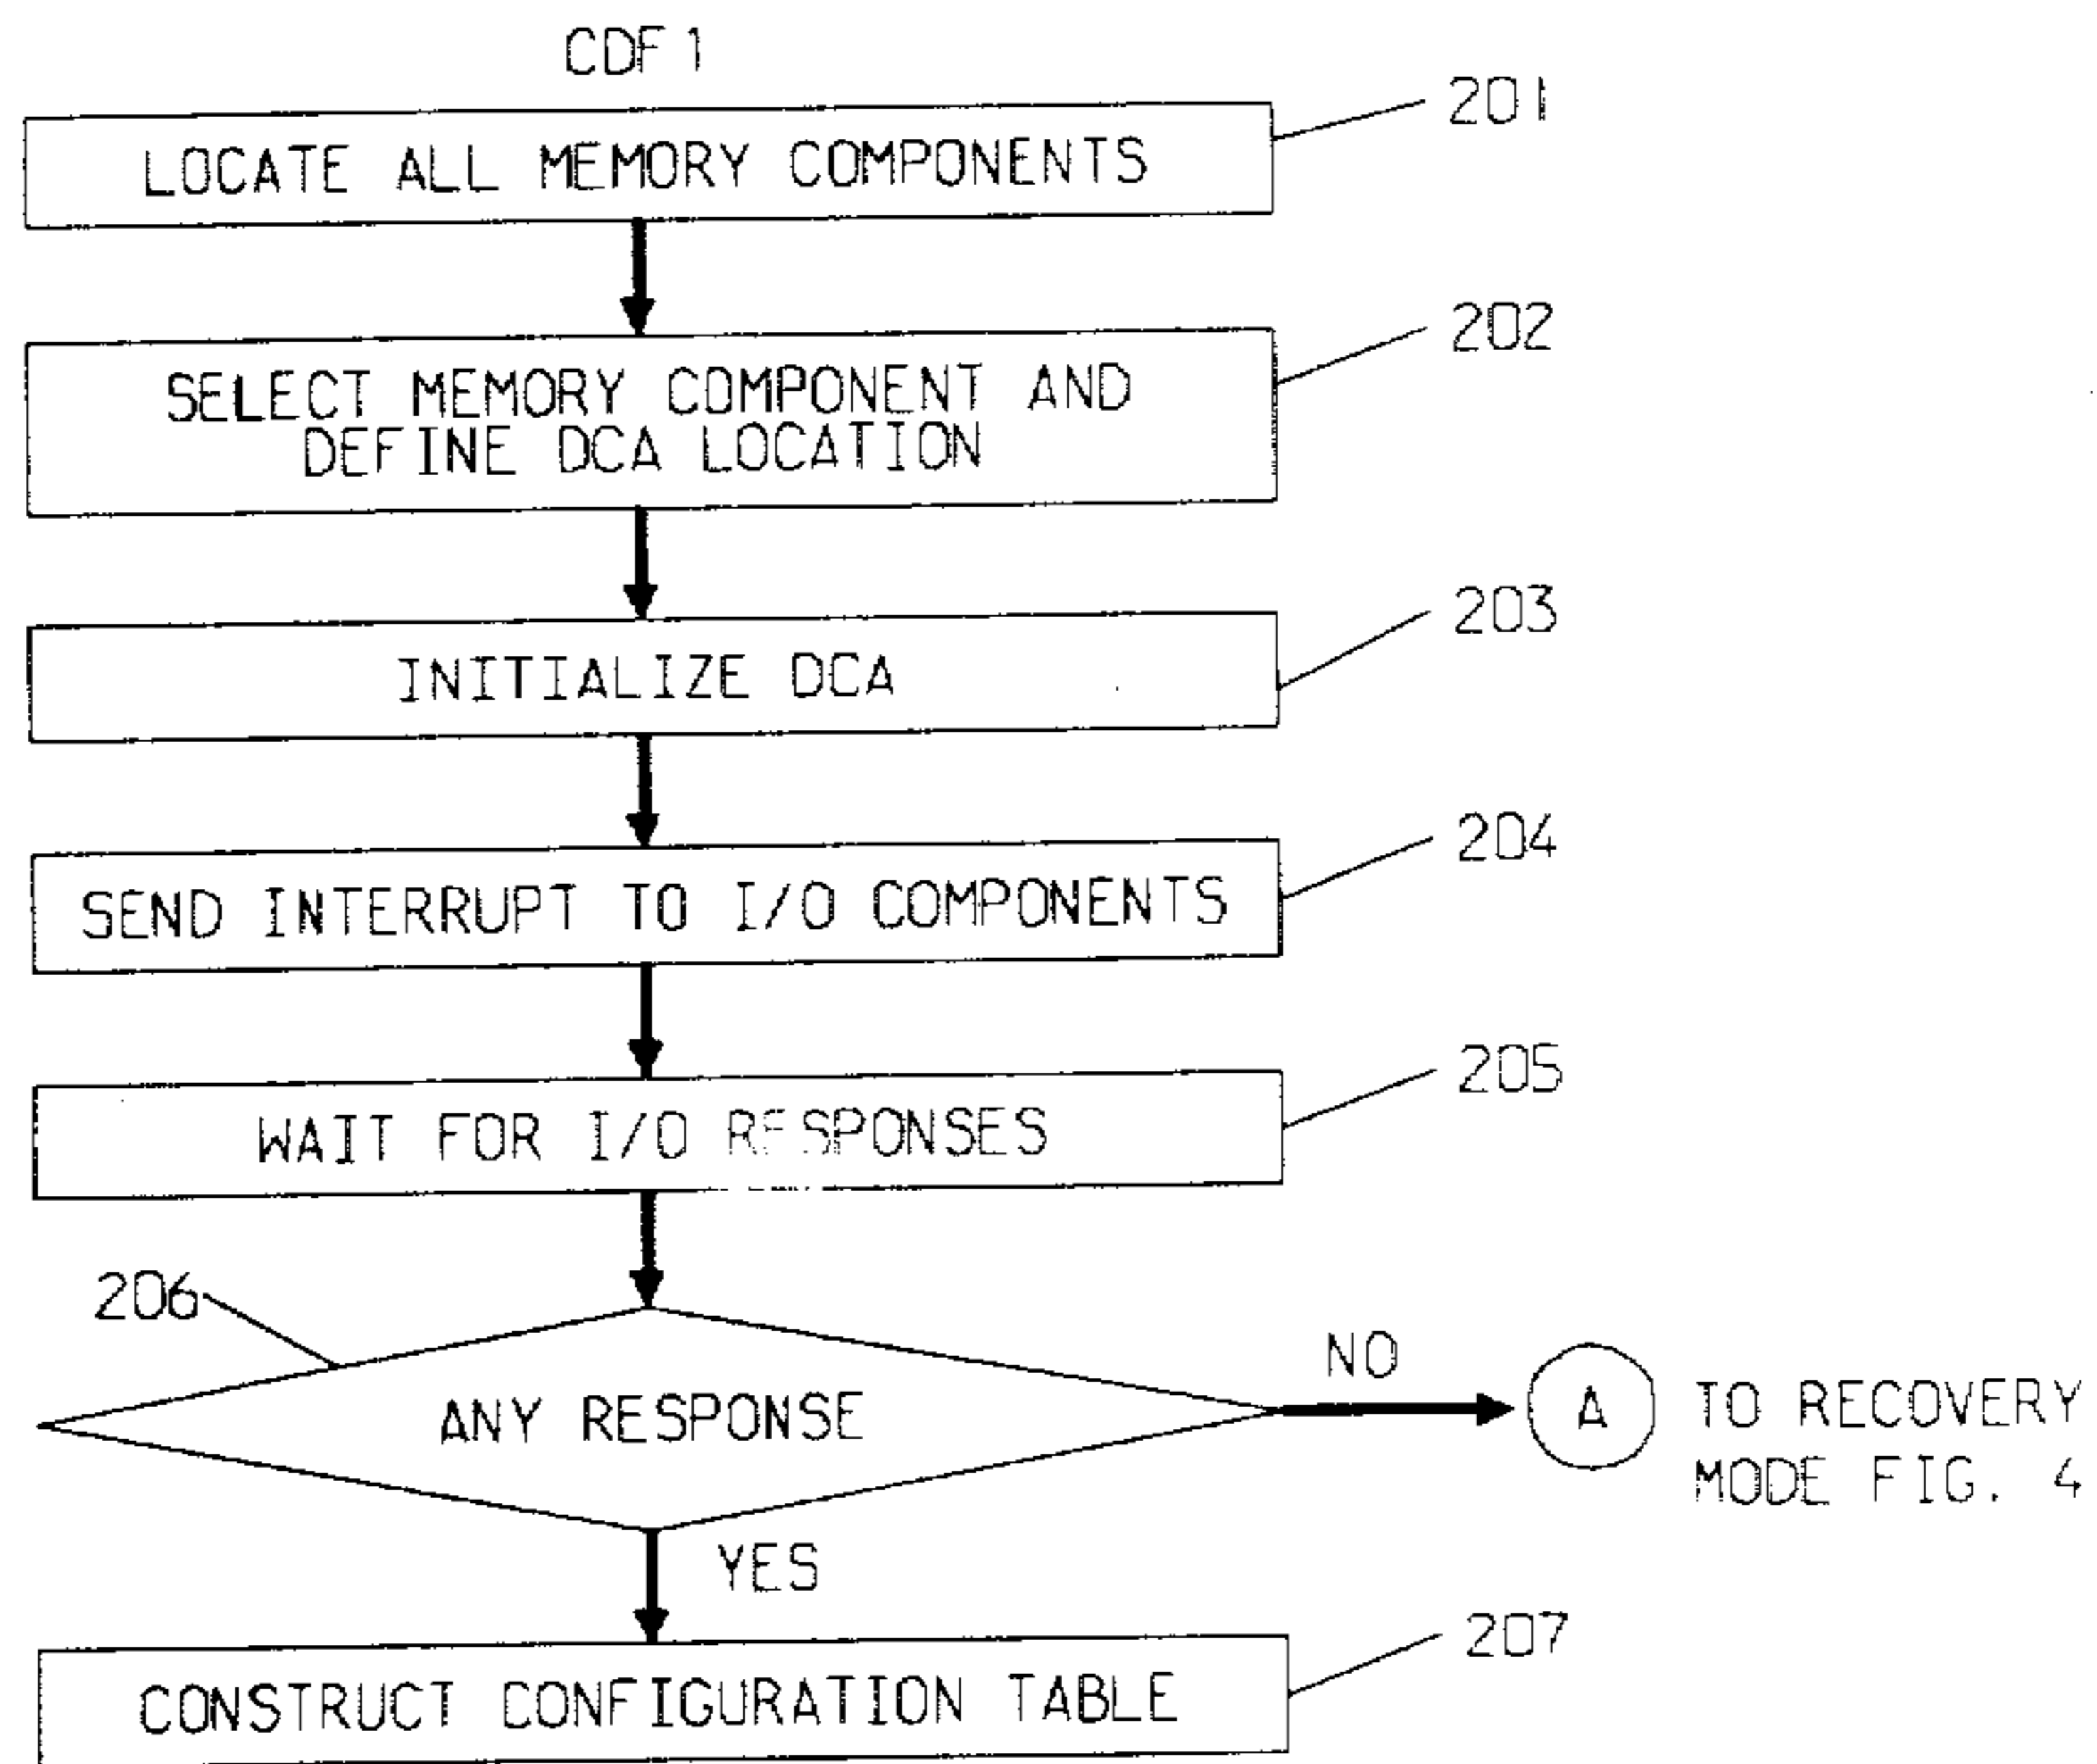 CDF 1
201
LOCATE ALL MEMORY COMPONENTS
202
SELECT MEMORY COMPONENT AND
DEFINE DCA LOCATION
203
INITIALIZE DCA
204
SEND INTERRUPT TO I/O COMPONENTS
205
WAIT FOR I/O RESPONSES
206
ANY RESPONSE
NO
A
TO RECOVERY
MODE FIG. 4
YES
207
CONSTRUCT CONFIGURATION TABLE